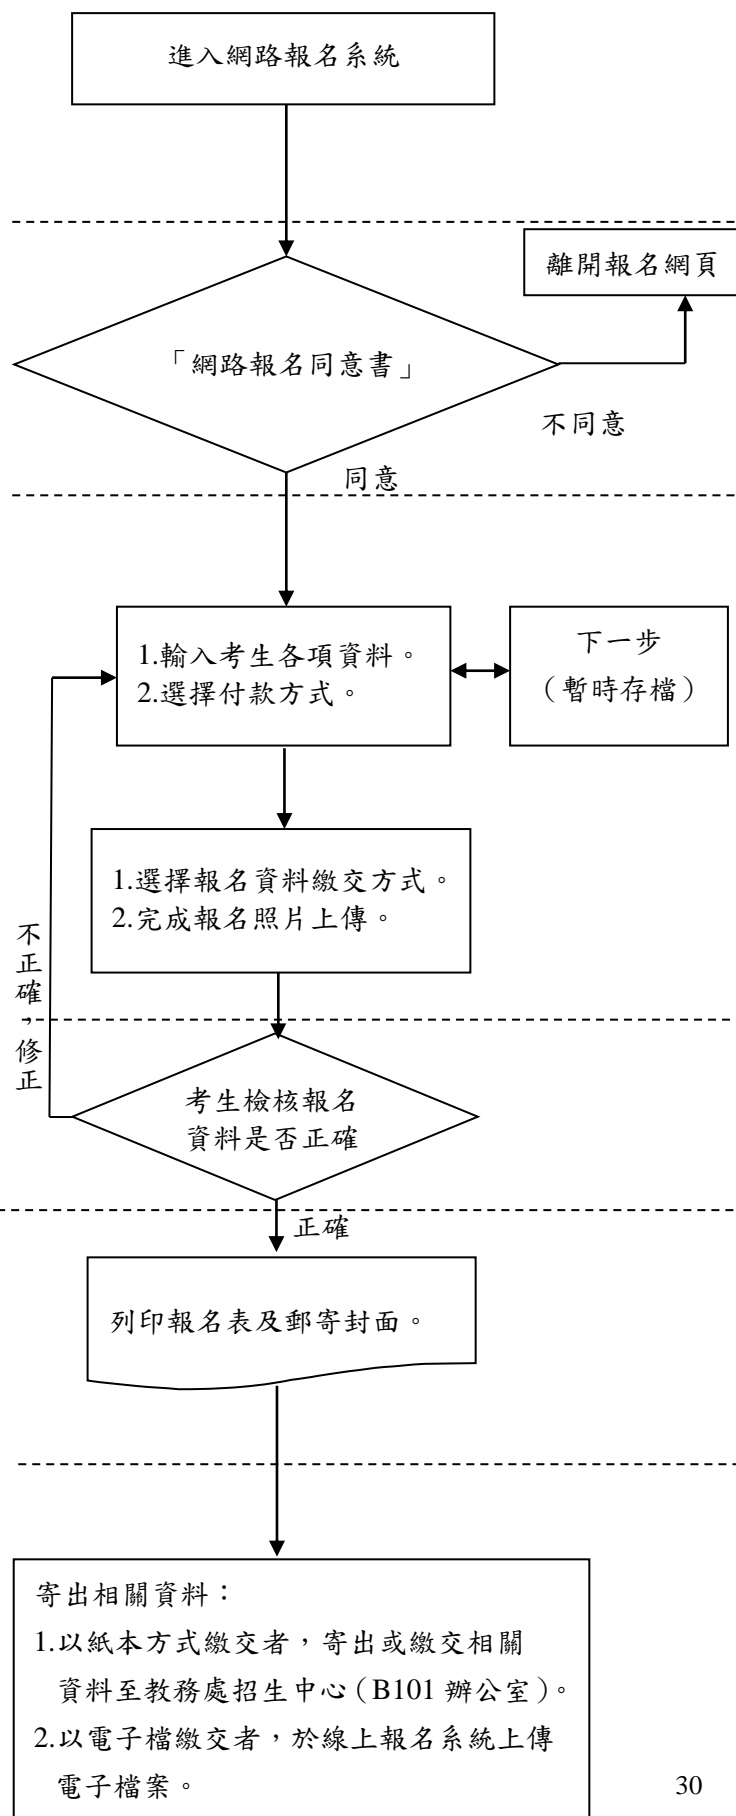 進入網路報名系統
離開報名網頁
「網路報名同意書」
不同意
同意
1.輸入考生各項資料。
2.選擇付款方式。
下一步
（暫時存檔）
1.選擇報名資料繳交方式。
2.完成報名照片上傳。
不正確，修正
考生檢核報名
資料是否正確
正確
列印報名表及郵寄封面。
寄出相關資料：
1.以紙本方式繳交者，寄出或繳交相關
資料至教務處招生中心（B101 辦公室）。
2.以電子檔繳交者，於線上報名系統上傳
電子檔案。
30